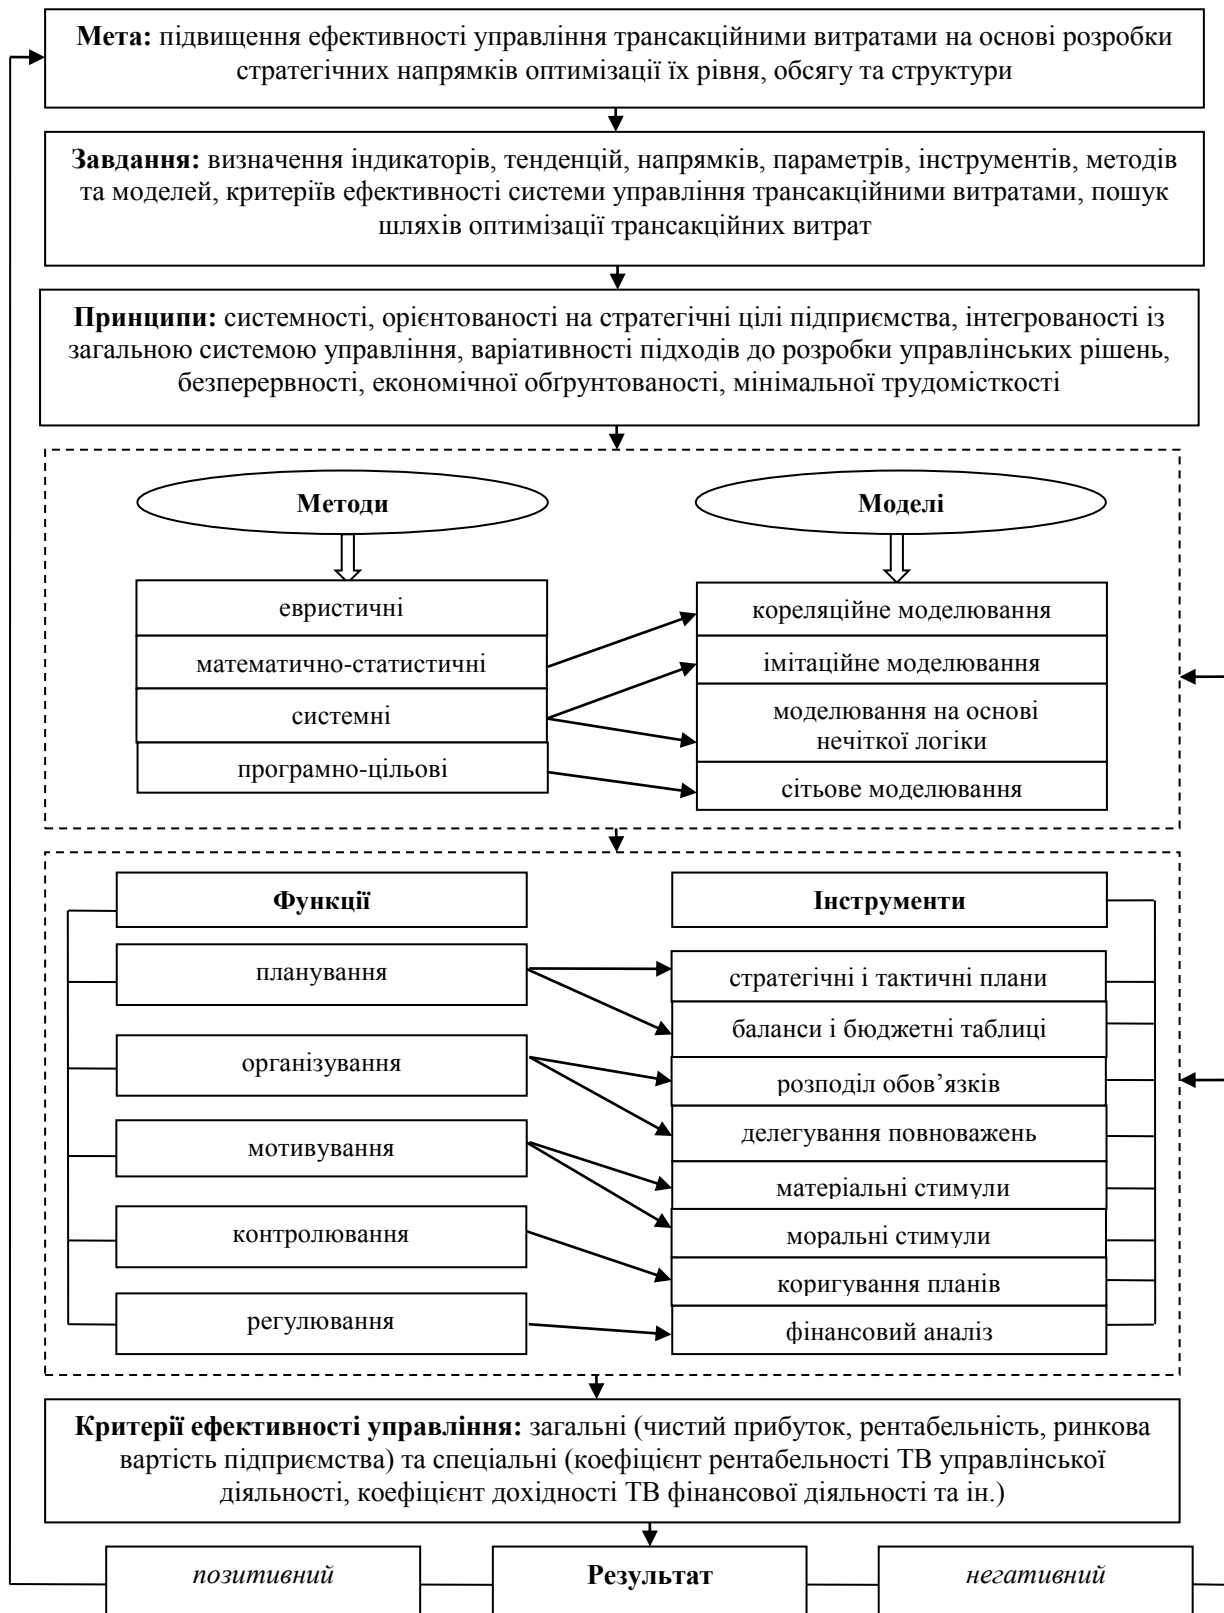 Мета: підвищення ефективності управління трансакційними витратами на основі розробки
стратегічних напрямків оптимізації їх рівня, обсягу та структури
Завдання: визначення індикаторів, тенденцій, напрямків, параметрів, інструментів, методів
та моделей, критеріїв ефективності системи управління трансакційними витратами, пошук
шляхів оптимізації трансакційних витрат
Принципи: системності, орієнтованості на стратегічні цілі підприємства, інтегрованості із
загальною системою управління, варіативності підходів до розробки управлінських рішень,
безперервності, економічної обґрунтованості, мінімальної трудомісткості
Методи
евристичні
математично-статистичні
системні
програмно-цільові
Моделі
кореляційне моделювання
імітаційне моделювання
моделювання на основі
нечіткої логіки
сітьове моделювання
Функції
планування
організування
мотивування
контролювання
регулювання
Інструменти
стратегічні і тактичні плани
баланси і бюджетні таблиці
розподіл обов’язків
делегування повноважень
матеріальні стимули
моральні стимули
коригування планів
фінансовий аналіз
Критерії ефективності управління: загальні (чистий прибуток, рентабельність, ринкова
вартість підприємства) та спеціальні (коефіцієнт рентабельності ТВ управлінської
діяльності, коефіцієнт дохідності ТВ фінансової діяльності та ін.)
позитивний
Результат
негативний